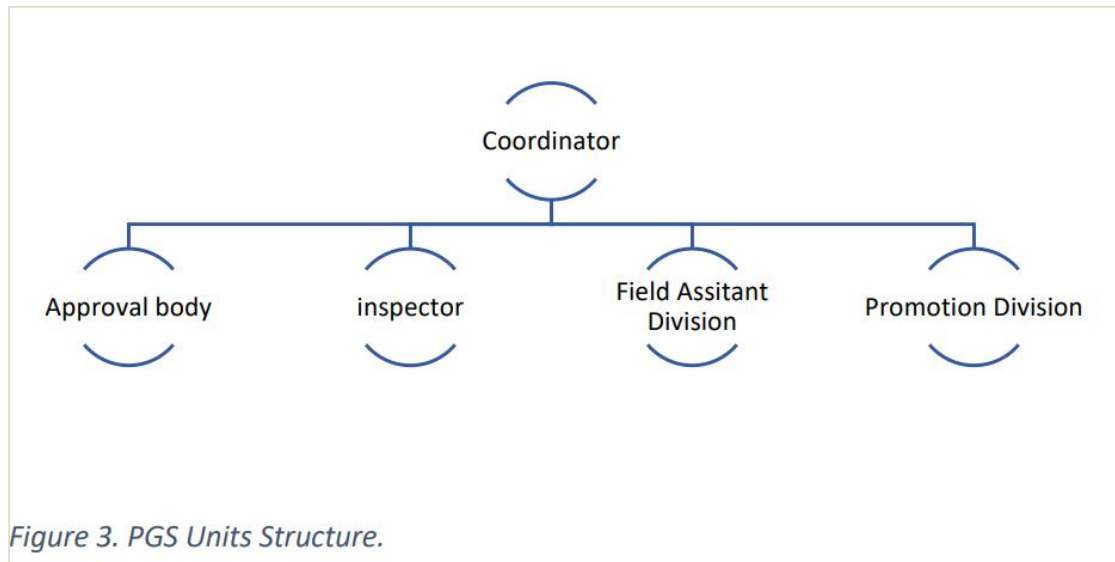 Coordinator
Approval body
inspector
Field Assitant
Division
Promotion Division
Figure 3. PGS Units Structure.